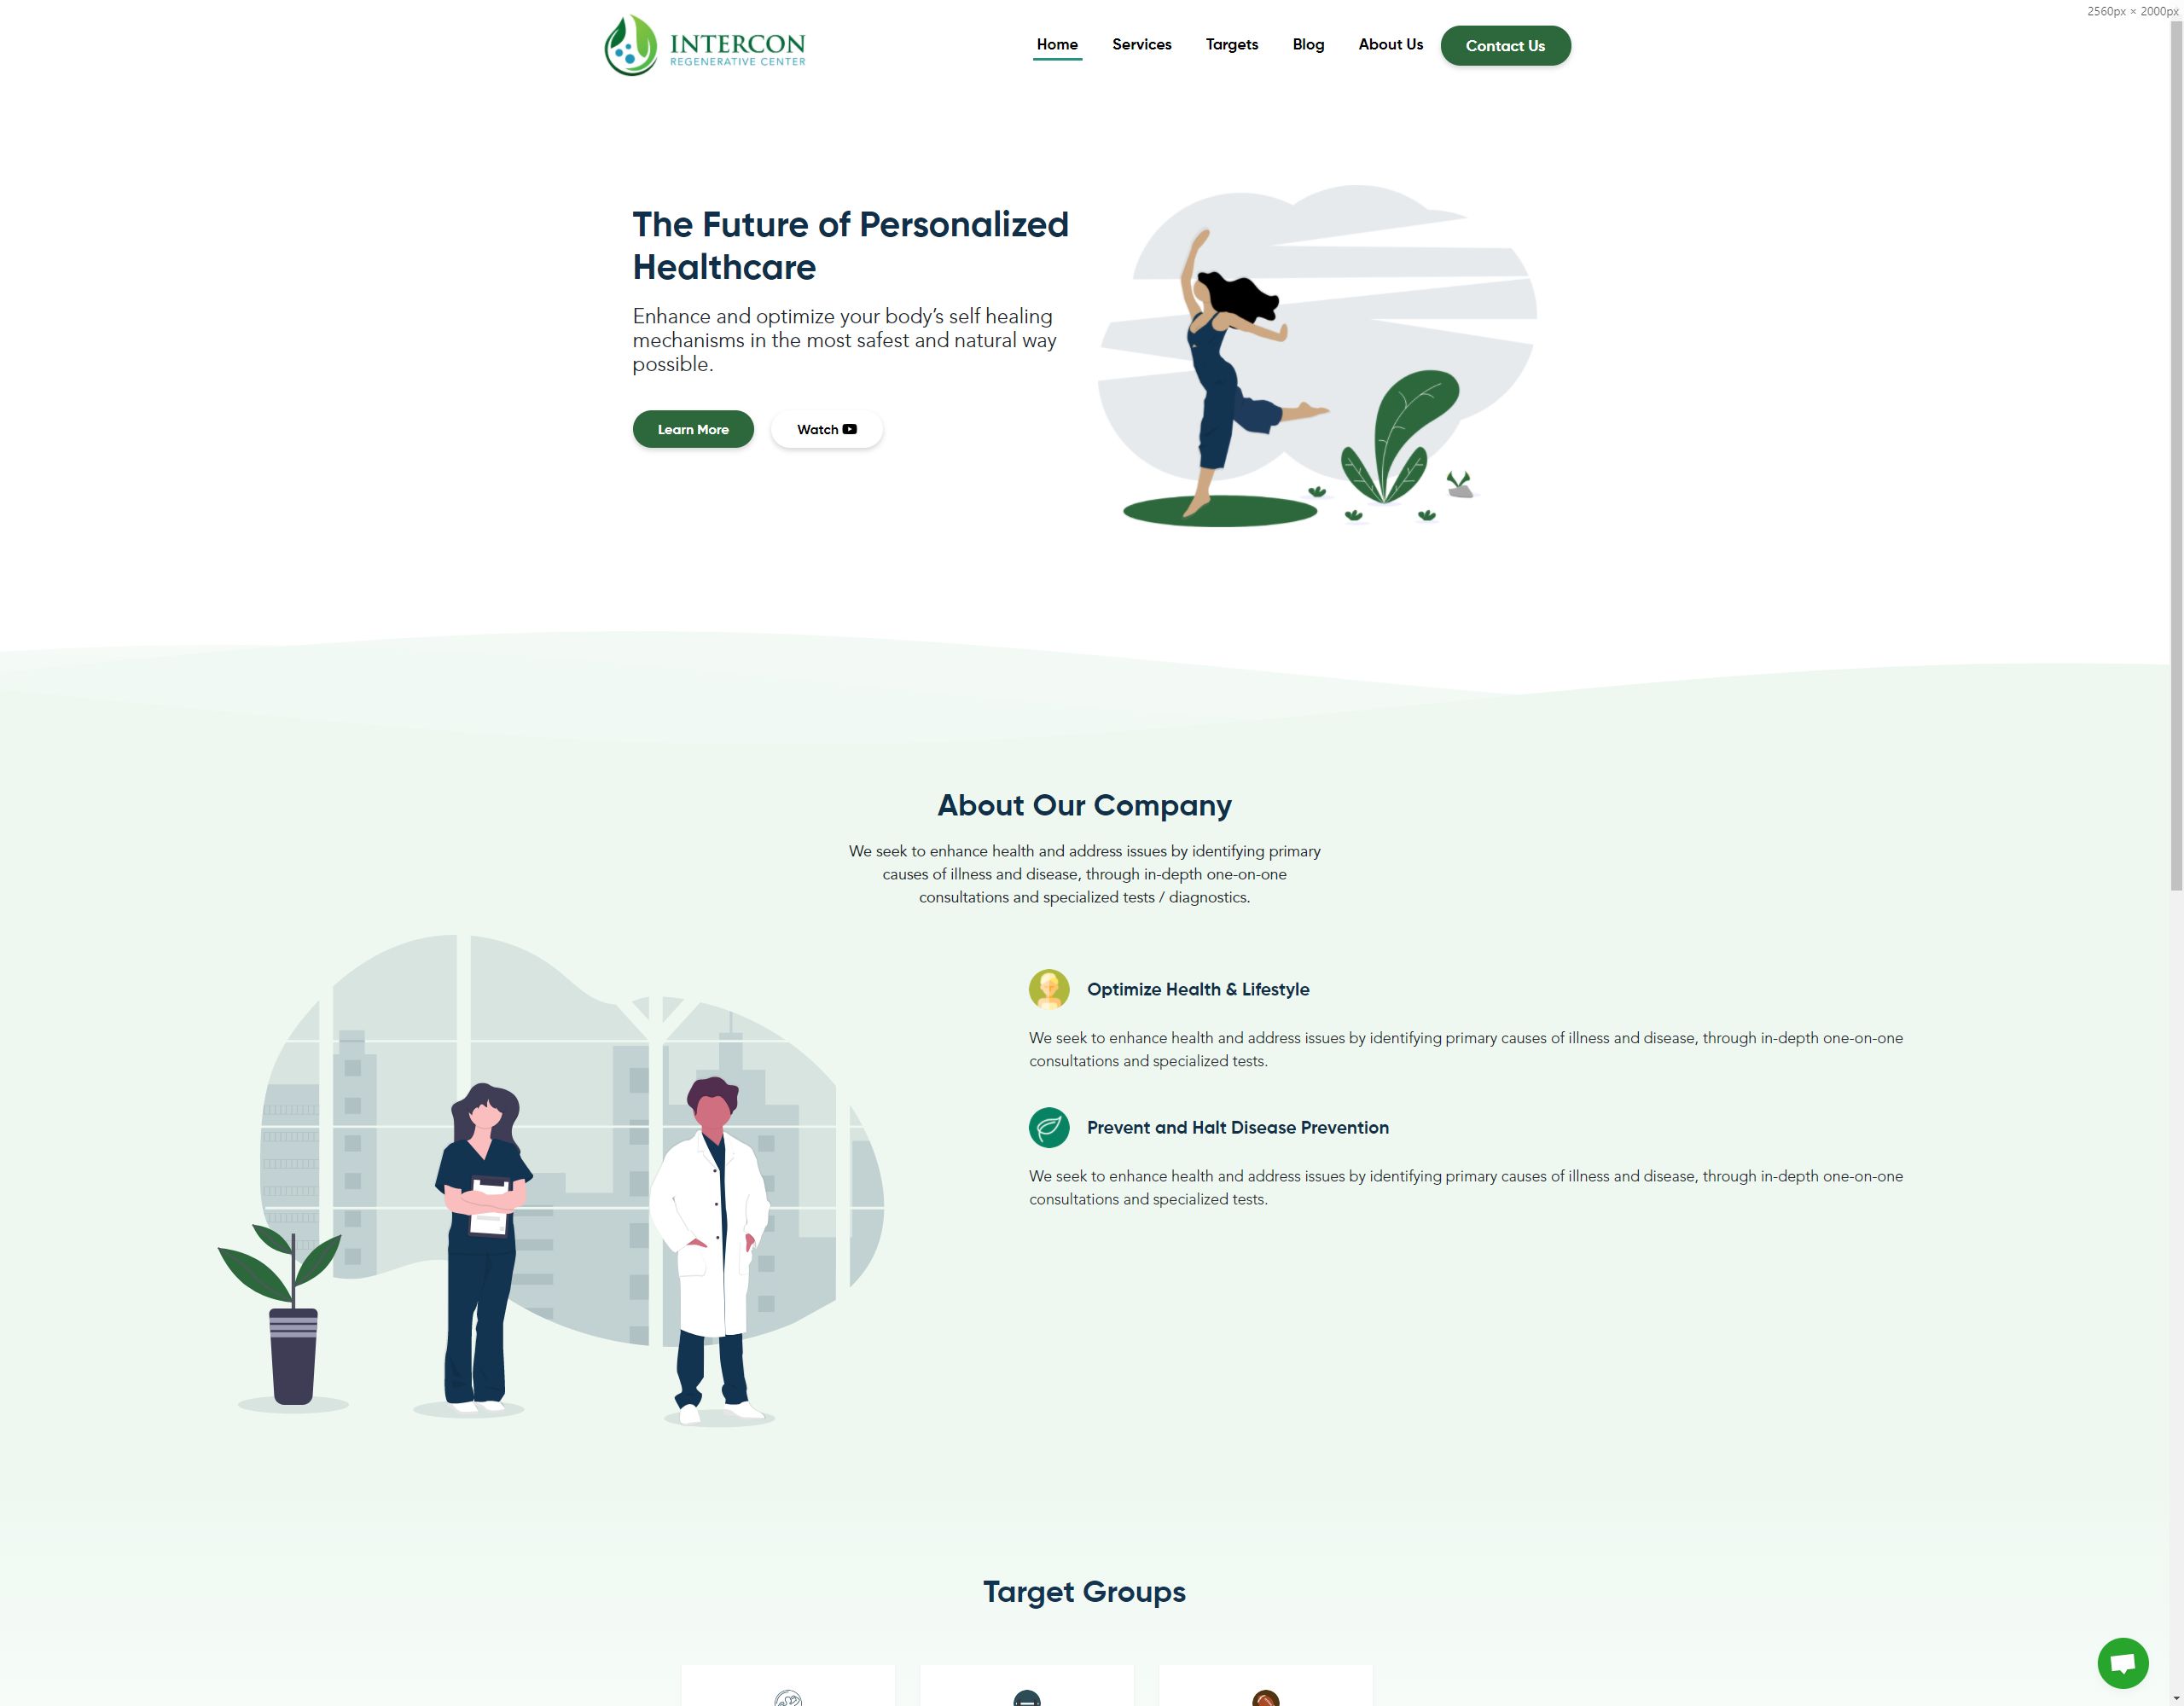 2560px × 2000px
INTERCON
REGENERATIVE CENTER
Home
Services
Targets
Blog
About Us
Contact Us
The Future of Personalized
Healthcare
Enhance and optimize your body’s self healing
mechanisms in the most safest and natural way
possible.
Learn More
Watch
About Our Company
We seek to enhance health and address issues by identifying primary
causes of illness and disease, through in-depth one-on-one
consultations and specialized tests / diagnostics.
Optimize Health & Lifestyle
We seek to enhance health and address issues by identifying primary causes of illness and disease, through in-depth one-on-one
consultations and specialized tests.
Prevent and Halt Disease Prevention
We seek to enhance health and address issues by identifying primary causes of illness and disease, through in-depth one-on-one
consultations and specialized tests.
Target Groups